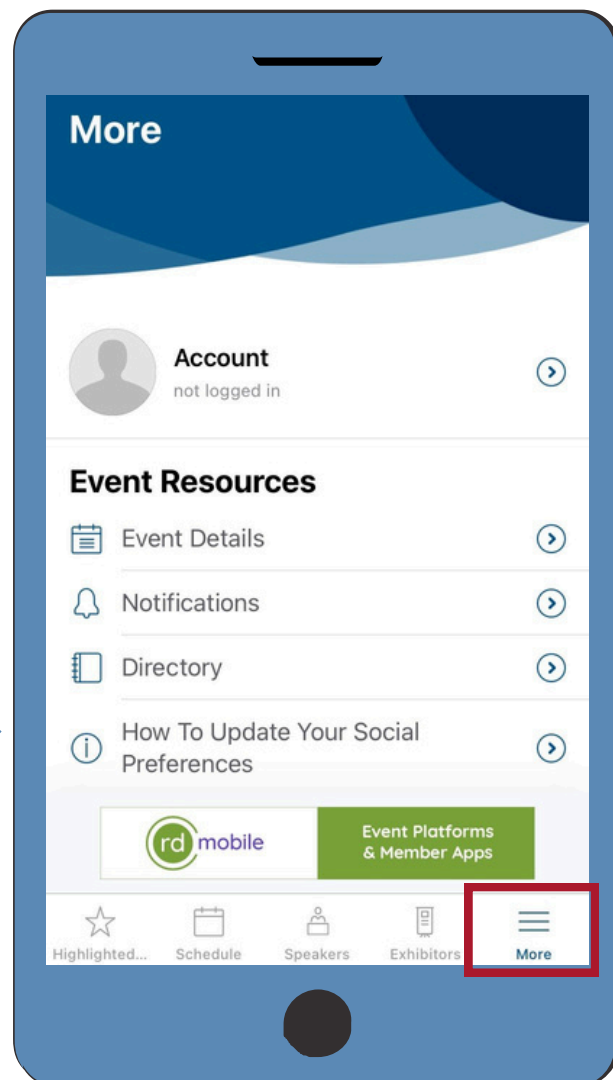 More
Account
not logged in
Event Resources
Event Details
Notifications
Directory
How To Update Your Social
Preferences
rd mobile
Event Platforms
& Member Apps
Highlighted... Schedule Speakers Exhibitors More